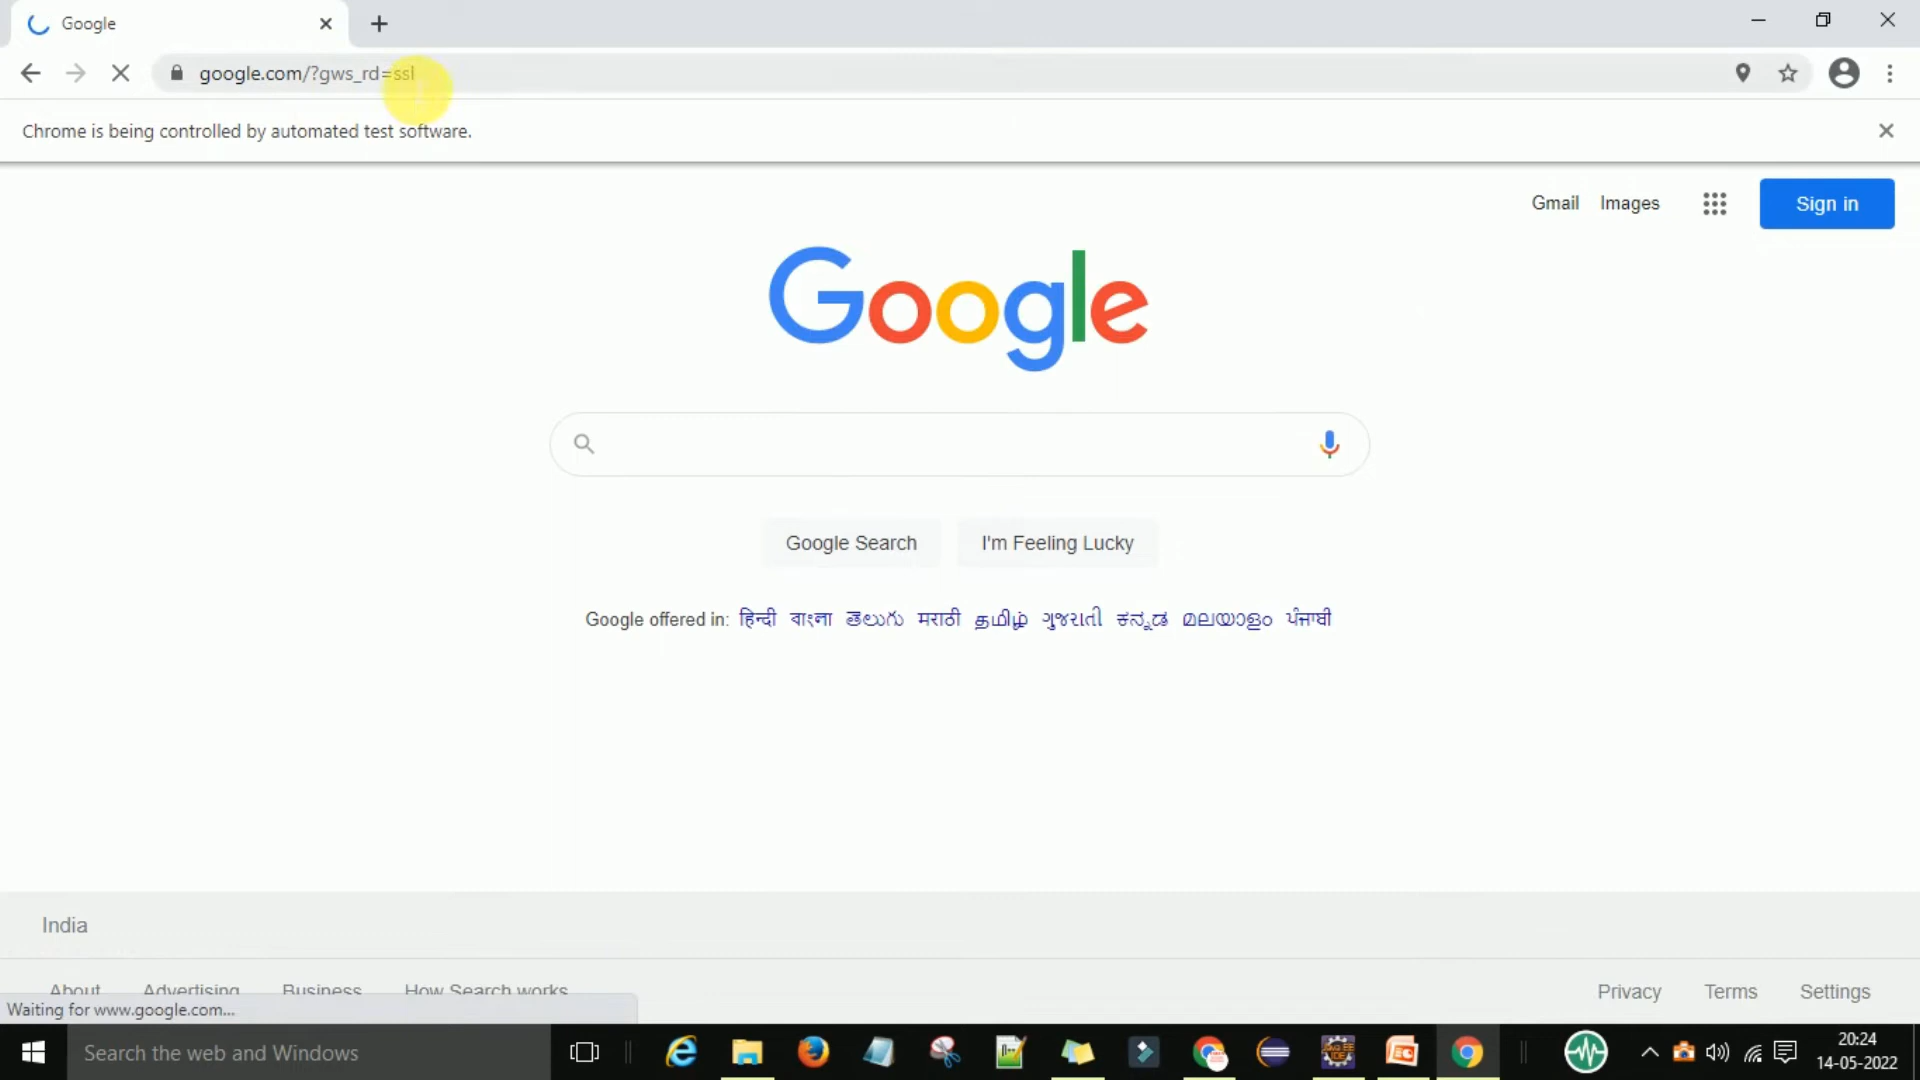 Google
google.com/?gws_rd=ssl
Chrome is being controlled by automated test software.
Gmail Images Sign in
Google
Google Search I'm Feeling Lucky
Google offered in: हिन्दी বাংলা తెలుగు मराठी தமிழ் ગુજરાતી ಕನ್ನಡ മലയാളം ਪੰਜਾਬੀ
India
About Advertising Business How Search works Privacy Terms Settings
Waiting for www.google.com...
Search the web and Windows
20:24
14-05-2022